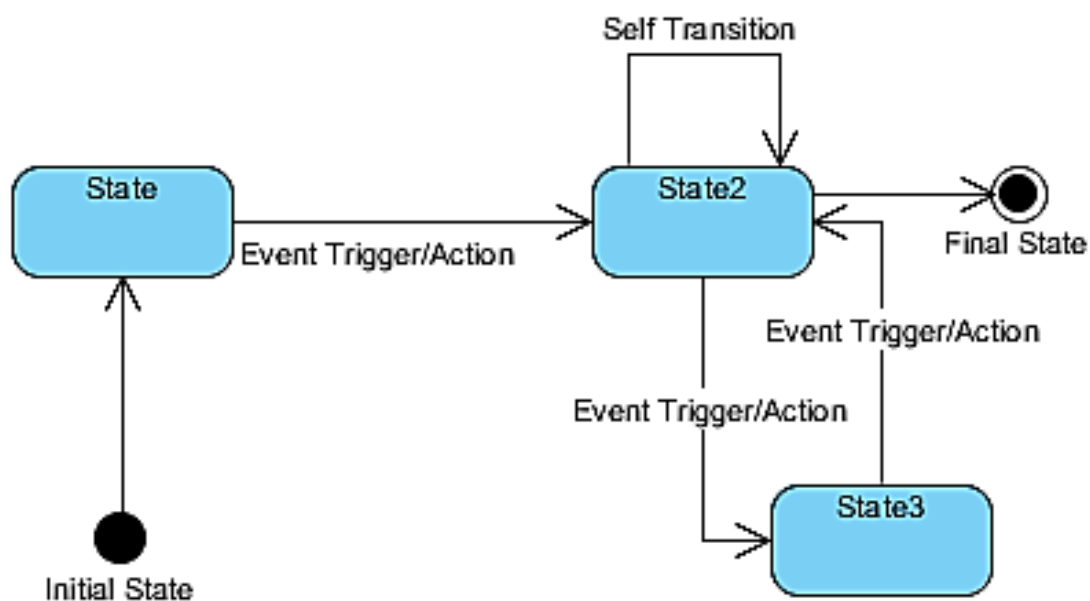 Self Transition
State
State2
Event Trigger/Action
Final State
Event Trigger/Action
Event Trigger/Action
State3
Initial State